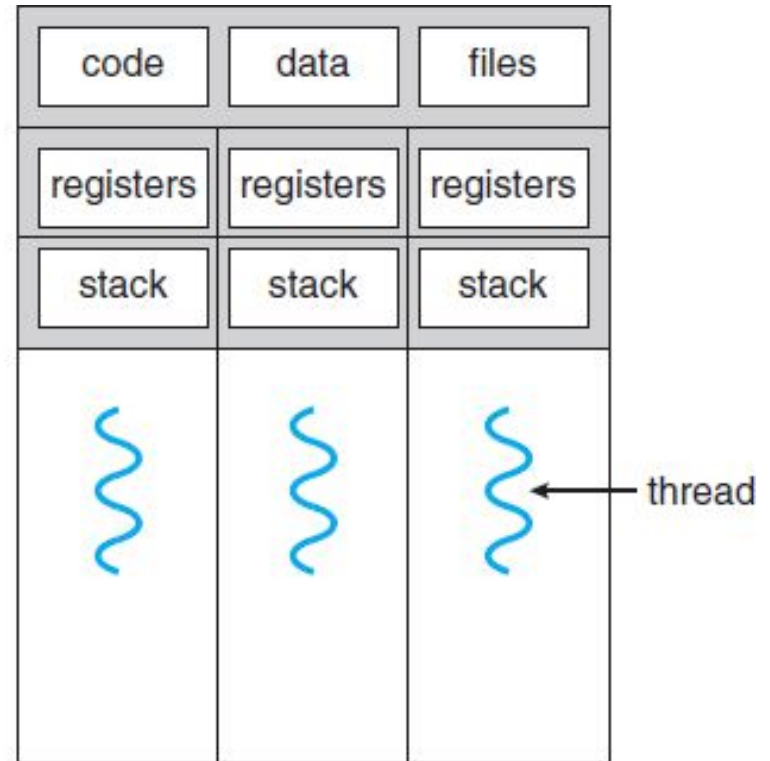 code data files
registers registers registers
stack stack stack
thread